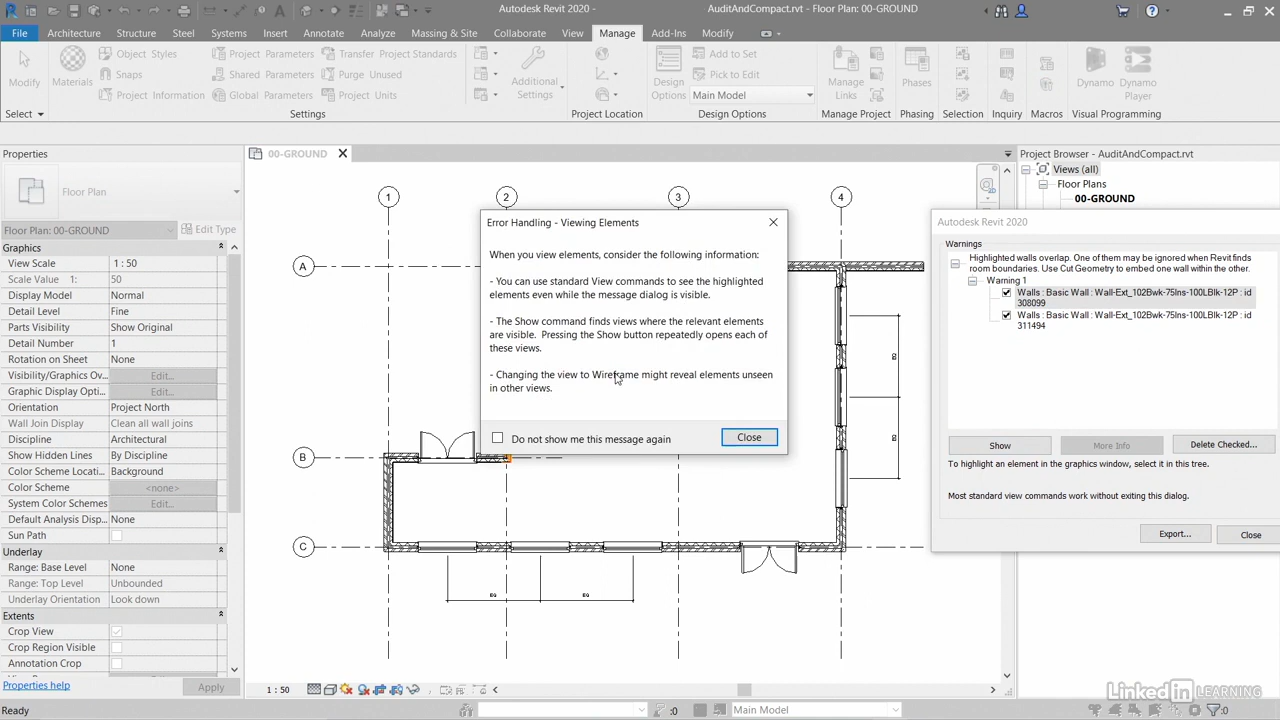 Autodesk Revit 2020 -
AuditAndCompact.rvt - Floor Plan: 00-GROUND
File
Architecture
Structure
Steel
Systems
Insert
Annotate
Analyze
Massing & Site
Collaborate
View
Manage
Add-Ins
Modify
Modify
Select
Materials
Object Styles
Snaps
Project Information
Project Parameters
Shared Parameters
Global Parameters
Transfer Project Standards
Purge Unused
Project Units
Additional
Settings
Settings
Project Location
Design
Options
Add to Set
Pick to Edit
Main Model
Design Options
Manage
Links
Manage Project
Phases
Phasing
Selection
Inquiry
Macros
Dynamo
Dynamo
Player
Visual Programming
Properties
Floor Plan
Floor Plan: 00-GROUND
Edit Type
Graphics
View Scale
1 : 50
Scale Value 1:
50
Display Model
Normal
Detail Level
Fine
Parts Visibility
Show Original
Detail Number
1
Rotation on Sheet
None
Visibility/Graphics Ov...
Edit...
Graphic Display Optio...
Edit...
Orientation
Project North
Wall Join Display
Clean all wall joins
Discipline
Architectural
Show Hidden Lines
By Discipline
Color Scheme Locati...
Background
Color Scheme
<none>
System Color Schemes
Edit...
Default Analysis Disp...
None
Sun Path
Underlay
Range: Base Level
None
Range: Top Level
Unbounded
Underlay Orientation
Look down
Extents
Crop View
Crop Region Visible
Annotation Crop
Properties help
Apply
00-GROUND
1
2
3
4
A
B
C
EQ
EQ
EQ
EQ
Error Handling - Viewing Elements
When you view elements, consider the following information:
- You can use standard View commands to see the highlighted
elements even while the message dialog is visible.
- The Show command finds views where the relevant elements
are visible. Pressing the Show button repeatedly opens each of
these views.
- Changing the view to Wireframe might reveal elements unseen
in other views.
Do not show me this message again
Close
Project Browser - AuditAndCompact.rvt
Views (all)
Floor Plans
00-GROUND
Autodesk Revit 2020
Warnings
Highlighted walls overlap. One of them may be ignored when Revit finds
room boundaries. Use Cut Geometry to embed one wall within the other.
Warning 1
Walls : Basic Wall : Wall-Ext_102Bwk-75Ins-100LBlk-12P : id
308099
Walls : Basic Wall : Wall-Ext_102Bwk-75Ins-100LBlk-12P : id
311494
Show
More Info
Delete Checked...
To highlight an element in the graphics window, select it in this tree.
Most standard view commands work without exiting this dialog.
Export...
Close
1 : 50
Ready
:0
Main Model
:0
LinkedIn LEARNING